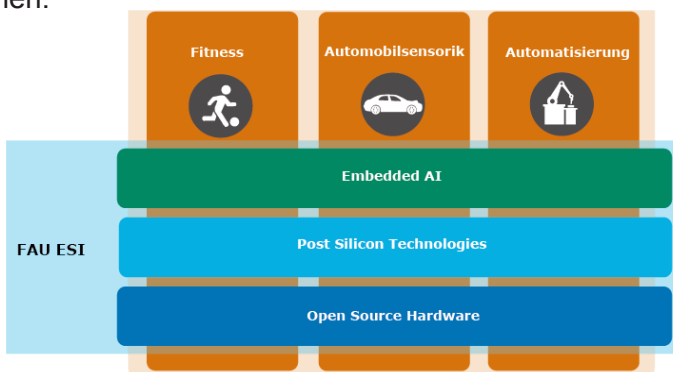 Fitness
Automobilsensorik
Automatisierung
Embedded AI
FAU ESI
Post Silicon Technologies
Open Source Hardware